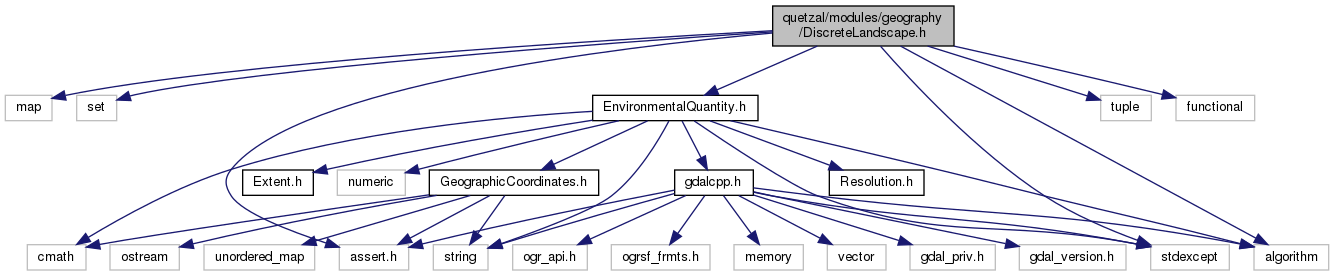 quetzal/modules/geography
/DiscreteLandscape.h
map
set
EnvironmentalQuantity.h
tuple
functional
Extent.h
numeric
GeographicCoordinates.h
gdalcpp.h
Resolution.h
cmath
ostream
unordered_map
assert.h
string
ogr_api.h
ogrsf_frmts.h
memory
vector
gdal_priv.h
gdal_version.h
stdexcept
algorithm